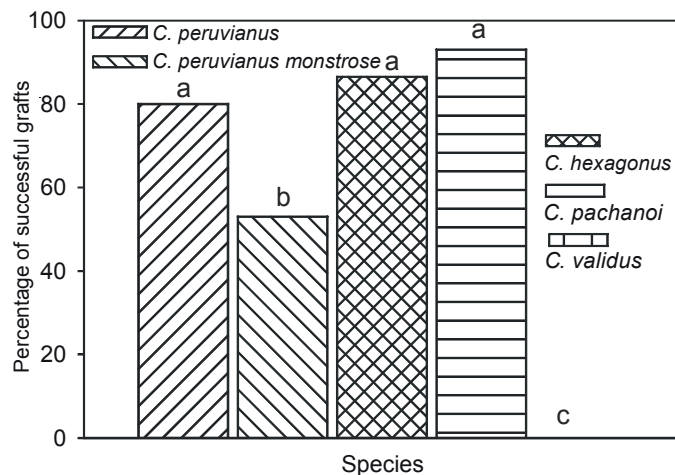 100
80
60
40
20
0
Percentage of successful grafts
C. peruvianus
C. peruvianus monstrose
a
b
a
a
c
C. hexagonus
C. pachanoi
C. validus
Species